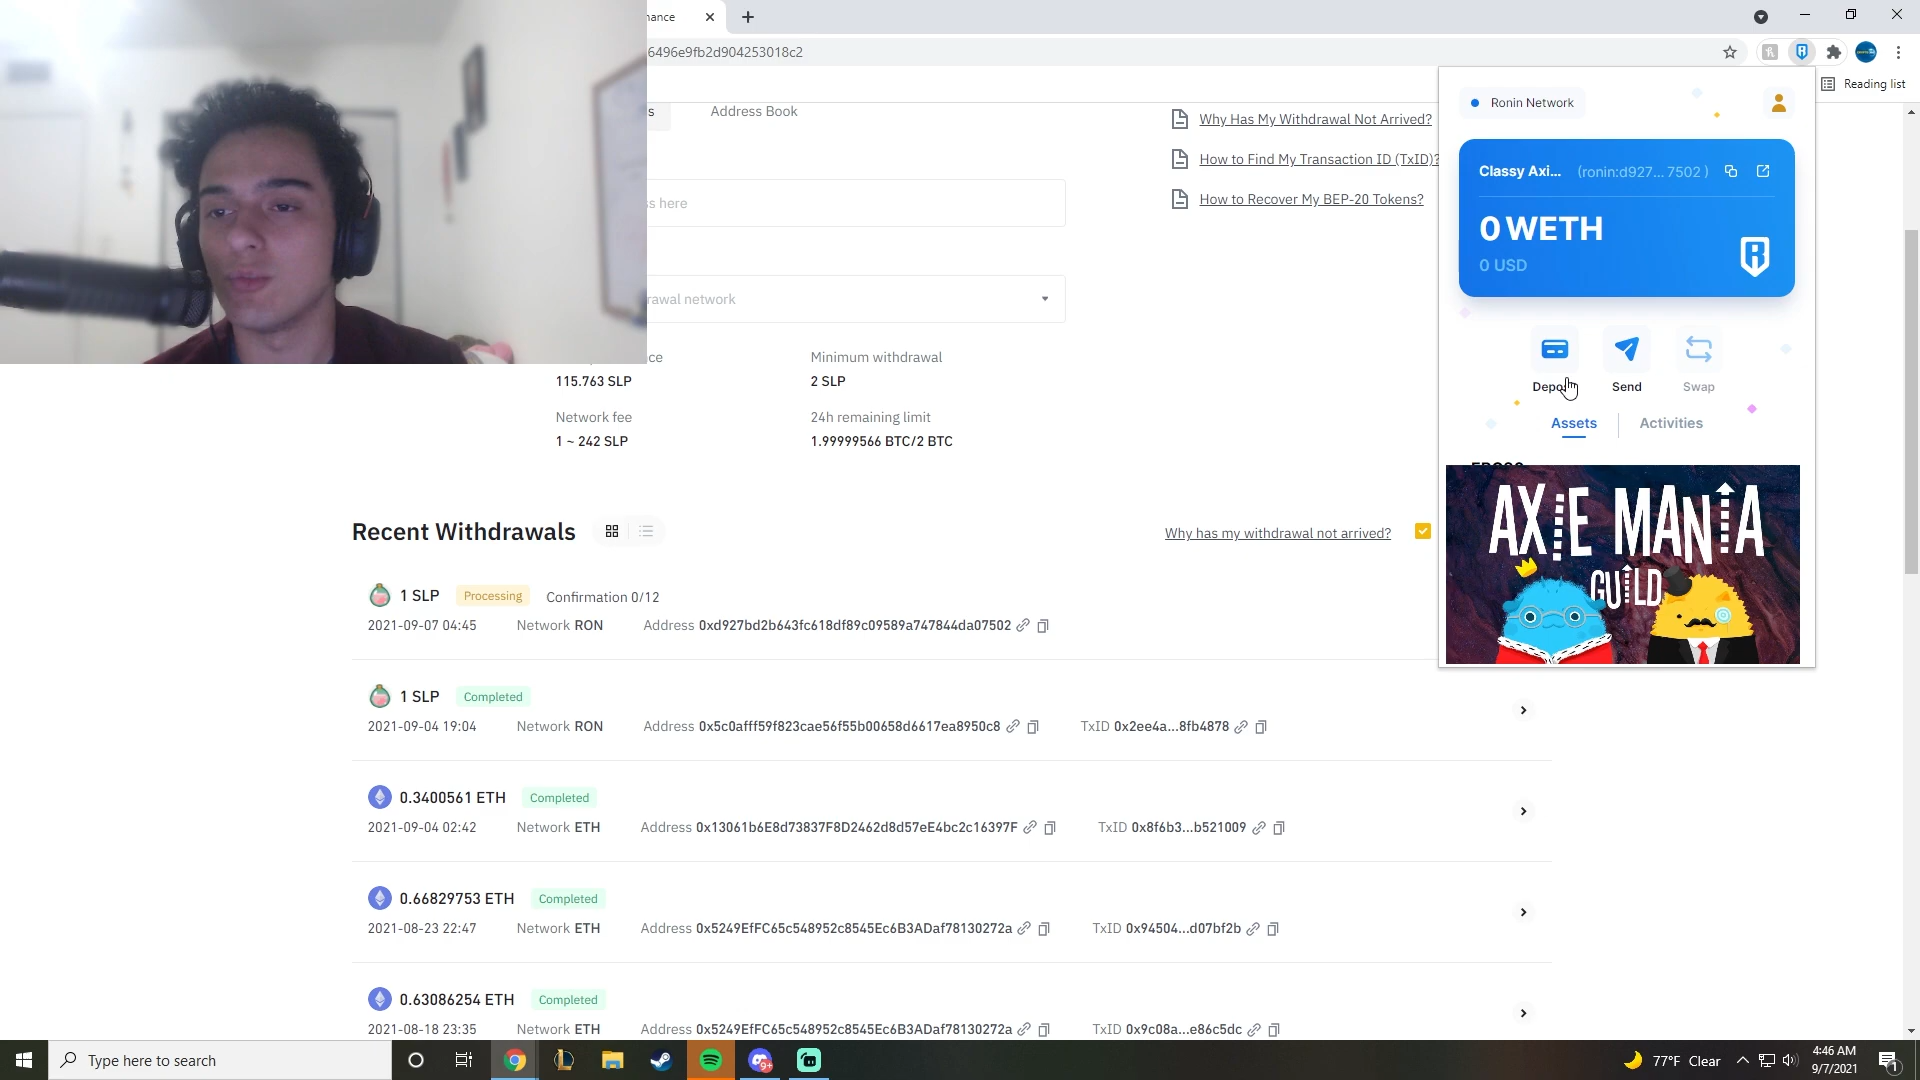 nance
6496e9fb2d904253018c2
Reading list
s
Address Book
s here
rawal network
ce
115.763 SLP
Minimum withdrawal
2 SLP
Network fee
1 ~ 242 SLP
24h remaining limit
1.99999566 BTC/2 BTC
Why Has My Withdrawal Not Arrived?
How to Find My Transaction ID (TxID)?
How to Recover My BEP-20 Tokens?
Ronin Network
Classy Axi... (ronin:d927... 7502 )
0 WETH
0 USD
Send
Swap
Assets
Activities
AXIE MANIA
GUILD
Recent Withdrawals
Why has my withdrawal not arrived?
1 SLP Processing Confirmation 0/12
2021-09-07 04:45 Network RON Address 0xd927bd2b643fc618df89c09589a747844da07502
1 SLP Completed
2021-09-04 19:04 Network RON Address 0x5c0afff59f823cae56f55b00658d6617ea8950c8 TxID 0x2ee4a...8fb4878
0.3400561 ETH Completed
2021-09-04 02:42 Network ETH Address 0x13061b6E8d73837F8D2462d8d57eE4bc2c16397F TxID 0x8f6b3...b521009
0.66829753 ETH Completed
2021-08-23 22:47 Network ETH Address 0x5249EfFC65c548952c8545Ec6B3ADaf78130272a TxID 0x94504...d07bf2b
0.63086254 ETH Completed
2021-08-18 23:35 Network ETH Address 0x5249EfFC65c548952c8545Ec6B3ADaf78130272a TxID 0x9c08a...e86c5dc
Type here to search
9+
77°F Clear
4:46 AM
9/7/2021
1